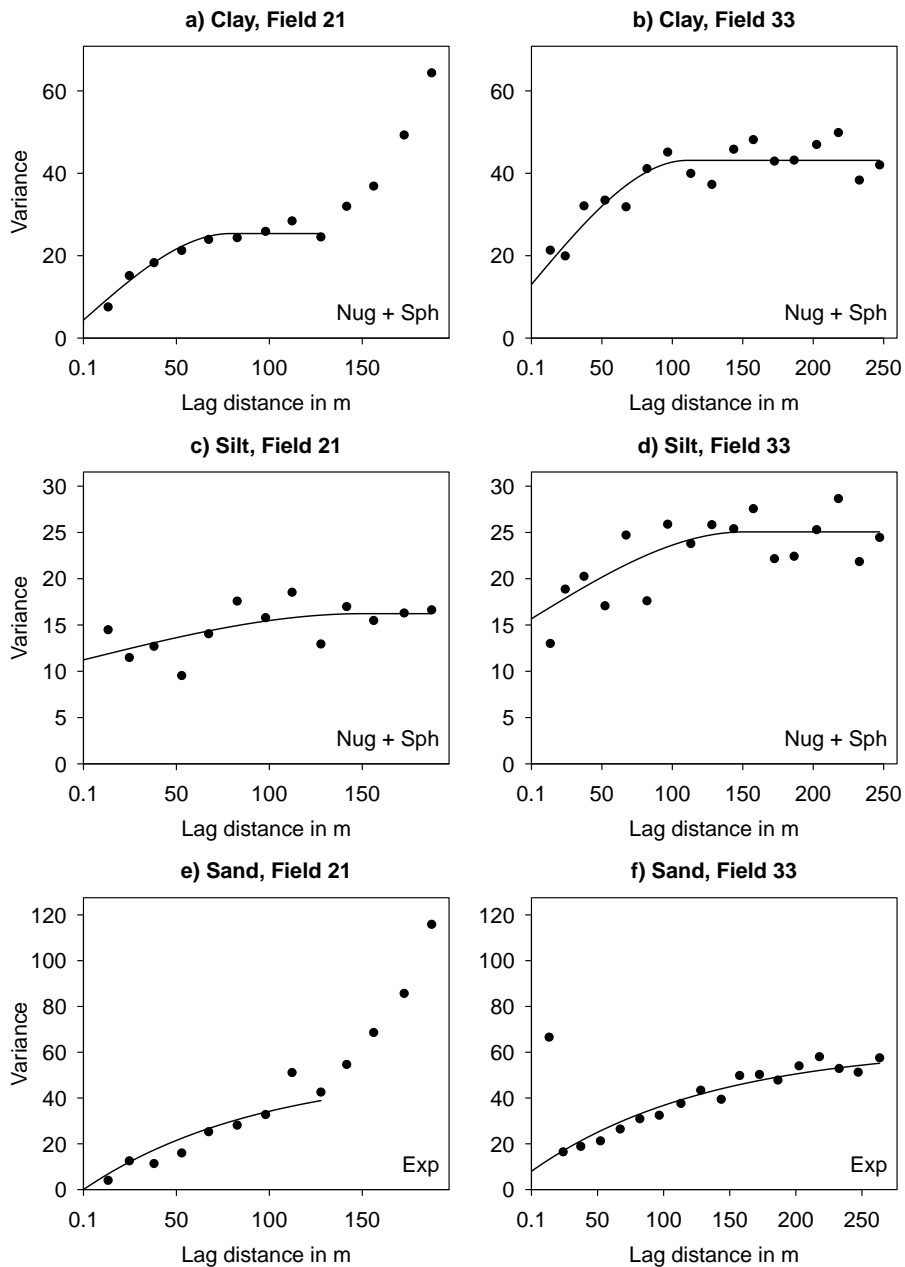 a) Clay, Field 21
Variance
60
40
20
0
0.1 50 100 150
Lag distance in m
Nug + Sph
b) Clay, Field 33
60
40
20
0
0.1 50 100 150 200 250
Lag distance in m
Nug + Sph
c) Silt, Field 21
Variance
30
25
20
15
10
5
0
0.1 50 100 150
Lag distance in m
Nug + Sph
d) Silt, Field 33
30
25
20
15
10
5
0
0.1 50 100 150 200 250
Lag distance in m
Nug + Sph
e) Sand, Field 21
Variance
120
100
80
60
40
20
0
0.1 50 100 150
Lag distance in m
Exp
f) Sand, Field 33
120
100
80
60
40
20
0
0.1 50 100 150 200 250
Lag distance in m
Exp